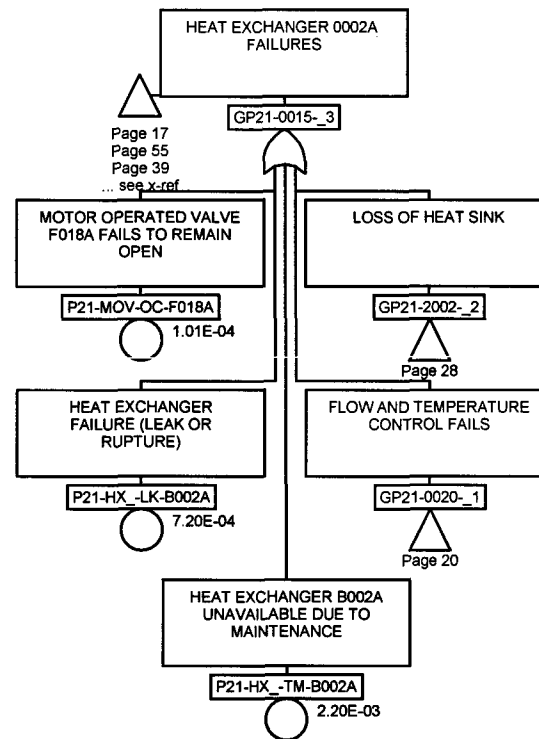 HEAT EXCHANGER 0002A
FAILURES
GP21-0015-_3
Page 17
Page 55
Page 39
... see x-ref
MOTOR OPERATED VALVE
F018A FAILS TO REMAIN
OPEN
P21-MOV-OC-F018A
1.01E-04
LOSS OF HEAT SINK
GP21-2002-_2
Page 28
HEAT EXCHANGER
FAILURE (LEAK OR
RUPTURE)
P21-HX_-LK-B002A
7.20E-04
FLOW AND TEMPERATURE
CONTROL FAILS
GP21-0020-_1
Page 20
HEAT EXCHANGER B002A
UNAVAILABLE DUE TO
MAINTENANCE
P21-HX_-TM-B002A
2.20E-03